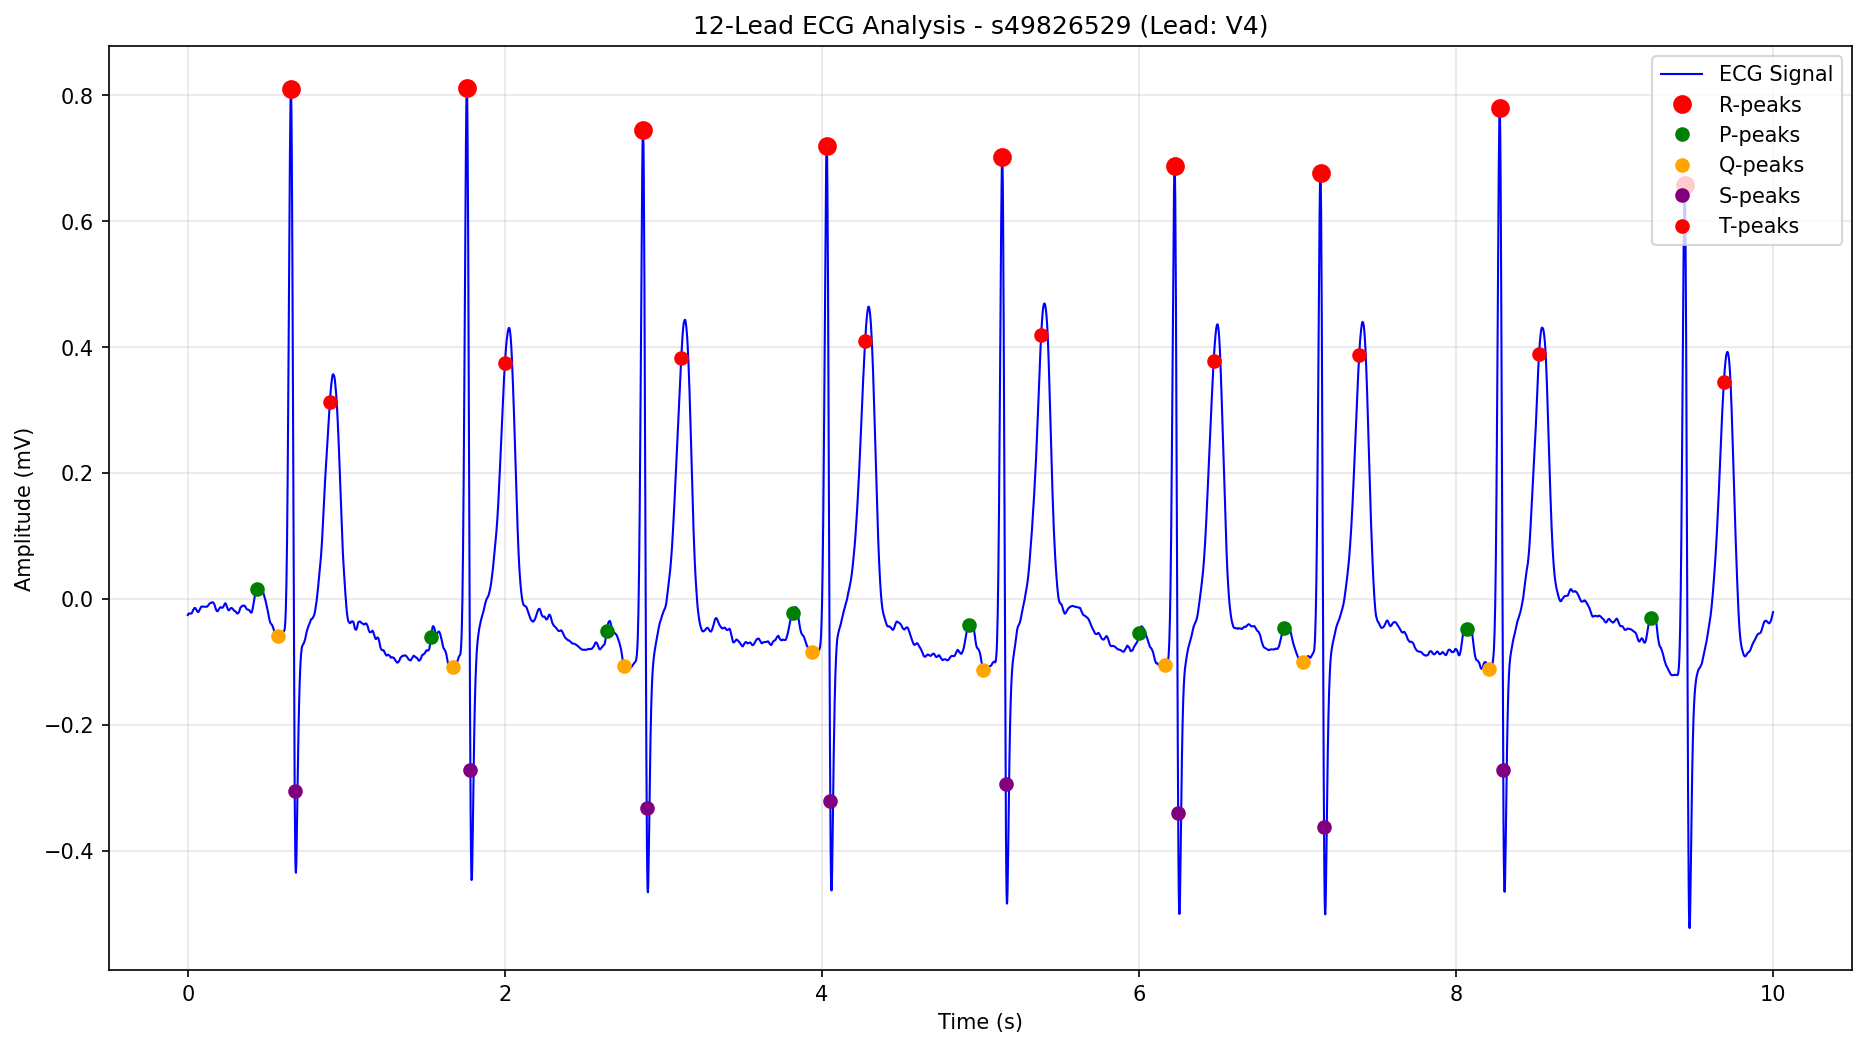 12-Lead ECG Analysis - s49826529 (Lead: V4)
ECG Signal
R-peaks
P-peaks
Q-peaks
S-peaks
T-peaks
Amplitude (mV)
0.8
0.6
0.4
0.2
0.0
−0.2
−0.4
0
2
4
6
8
10
Time (s)